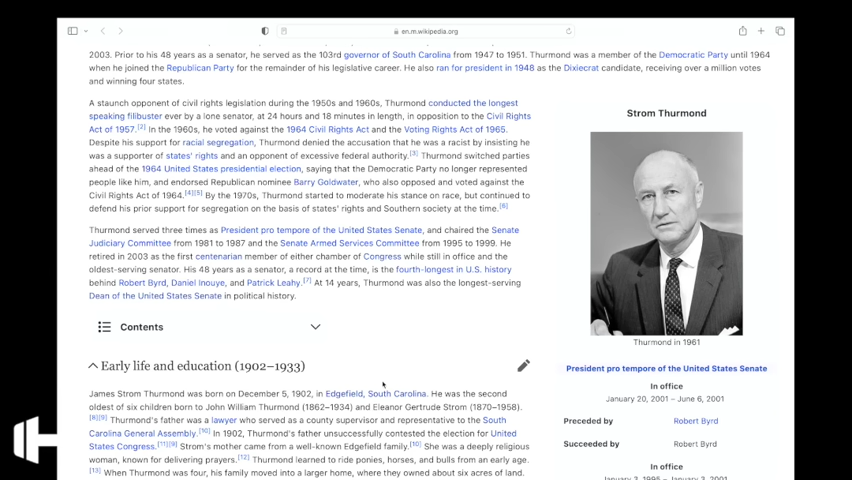 en.m.wikipedia.org
2003. Prior to his 48 years as a senator, he served as the 103rd governor of South Carolina from 1947 to 1951. Thurmond was a member of the Democratic Party until 1964
when he joined the Republican Party for the remainder of his legislative career. He also ran for president in 1948 as the Dixiecrat candidate, receiving over a million votes
and winning four states.
A staunch opponent of civil rights legislation during the 1950s and 1960s, Thurmond conducted the longest
speaking filibuster ever by a lone senator, at 24 hours and 18 minutes in length, in opposition to the Civil Rights
Act of 1957.[2] In the 1960s, he voted against the 1964 Civil Rights Act and the Voting Rights Act of 1965.
Despite his support for racial segregation, Thurmond denied the accusation that he was a racist by insisting he
was a supporter of states' rights and an opponent of excessive federal authority.[3] Thurmond switched parties
ahead of the 1964 United States presidential election, saying that the Democratic Party no longer represented
people like him, and endorsed Republican nominee Barry Goldwater, who also opposed and voted against the
Civil Rights Act of 1964.[4][5] By the 1970s, Thurmond started to moderate his stance on race, but continued to
defend his prior support for segregation on the basis of states' rights and Southern society at the time.[6]
Thurmond served three times as President pro tempore of the United States Senate, and chaired the Senate
Judiciary Committee from 1981 to 1987 and the Senate Armed Services Committee from 1995 to 1999. He
retired in 2003 as the first centenarian member of either chamber of Congress while still in office and the
oldest-serving senator. His 48 years as a senator, a record at the time, is the fourth-longest in U.S. history
behind Robert Byrd, Daniel Inouye, and Patrick Leahy.[7] At 14 years, Thurmond was also the longest-serving
Dean of the United States Senate in political history.
Contents
Early life and education (1902–1933)
James Strom Thurmond was born on December 5, 1902, in Edgefield, South Carolina. He was the second
oldest of six children born to John William Thurmond (1862–1934) and Eleanor Gertrude Strom (1870–1958).
[8][9] Thurmond's father was a lawyer who served as a county supervisor and representative to the South
Carolina General Assembly.[10] In 1902, Thurmond's father unsuccessfully contested the election for United
States Congress.[11][9] Strom's mother came from a well-known Edgefield family.[10] She was a deeply religious
woman, known for delivering prayers.[12] Thurmond learned to ride ponies, horses, and bulls from an early age.
[13] When Thurmond was four, his family moved into a larger home, where they owned about six acres of land.
Strom Thurmond
Thurmond in 1961
President pro tempore of the United States Senate
In office
January 20, 2001 – June 6, 2001
Preceded by Robert Byrd
Succeeded by Robert Byrd
In office
January 3, 1995 – January 3, 2001